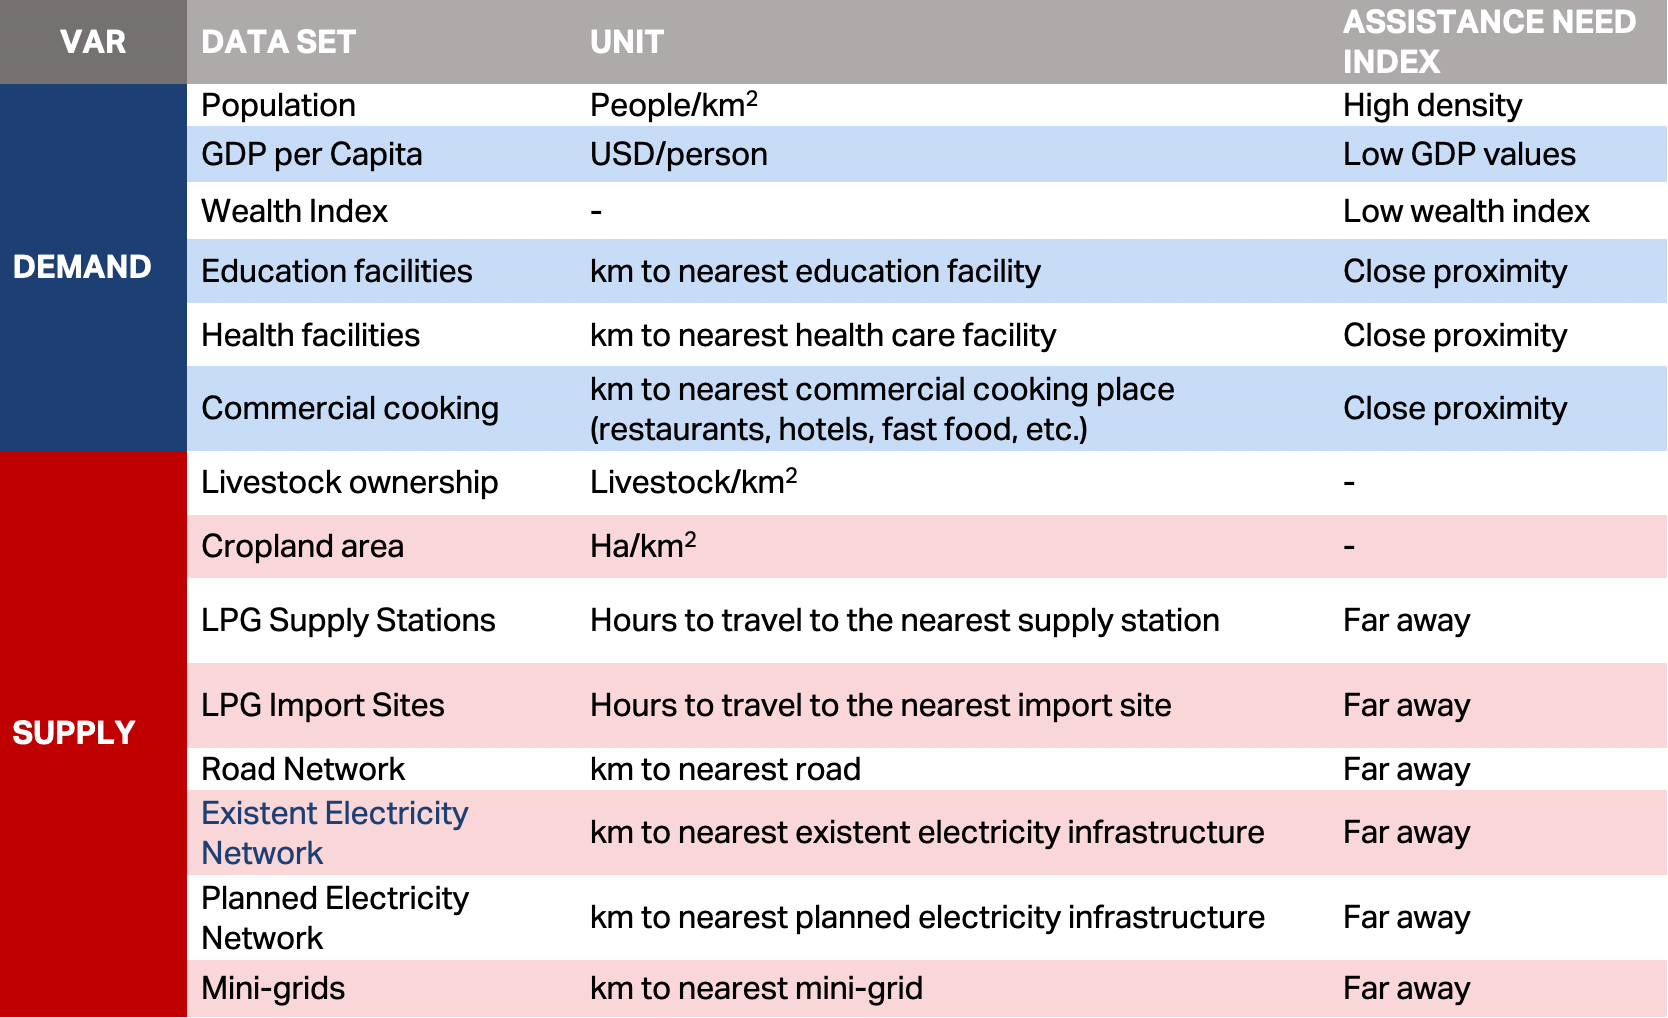 VAR DATA SET UNIT ASSISTANCE NEED
INDEX
DEMAND
Population People/km² High density
GDP per Capita USD/person Low GDP values
Wealth Index - Low wealth index
Education facilities km to nearest education facility Close proximity
Health facilities km to nearest health care facility Close proximity
Commercial cooking km to nearest commercial cooking place
(restaurants, hotels, fast food, etc.) Close proximity
SUPPLY
Livestock ownership Livestock/km² -
Cropland area Ha/km² -
LPG Supply Stations Hours to travel to the nearest supply station Far away
LPG Import Sites Hours to travel to the nearest import site Far away
Road Network km to nearest road Far away
Existent Electricity
Network km to nearest existent electricity infrastructure Far away
Planned Electricity
Network km to nearest planned electricity infrastructure Far away
Mini-grids km to nearest mini-grid Far away